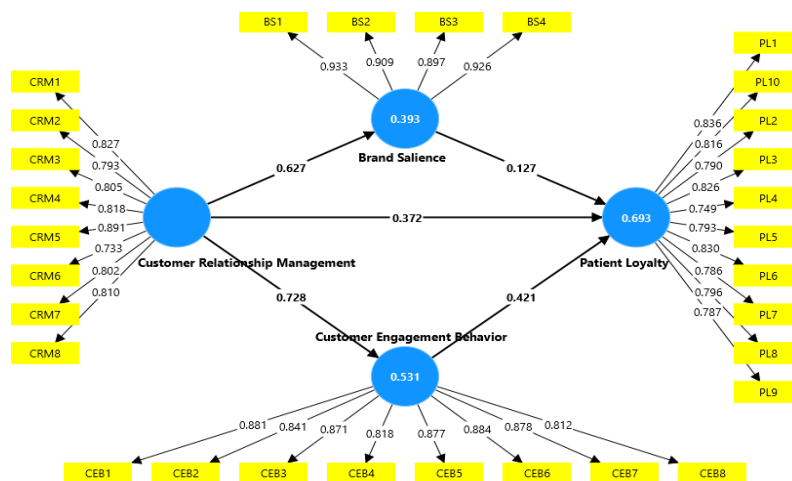 BS1 BS2 BS3 BS4
0.933 0.909 0.897 0.926
0.393
Brand Salience
CRM1
CRM2
CRM3
CRM4
CRM5
CRM6
CRM7
CRM8
0.827
0.793
0.805
0.818
0.891
0.733
0.802
0.810
Customer Relationship Management
0.627
0.372
0.728
0.127
0.421
0.693
Patient Loyalty
0.836
0.816
0.790
0.826
0.749
0.793
0.830
0.786
0.796
0.787
PL1
PL10
PL2
PL3
PL4
PL5
PL6
PL7
PL8
PL9
Customer Engagement Behavior
0.531
0.881 0.841 0.871 0.818 0.877 0.884 0.878 0.812
CEB1 CEB2 CEB3 CEB4 CEB5 CEB6 CEB7 CEB8